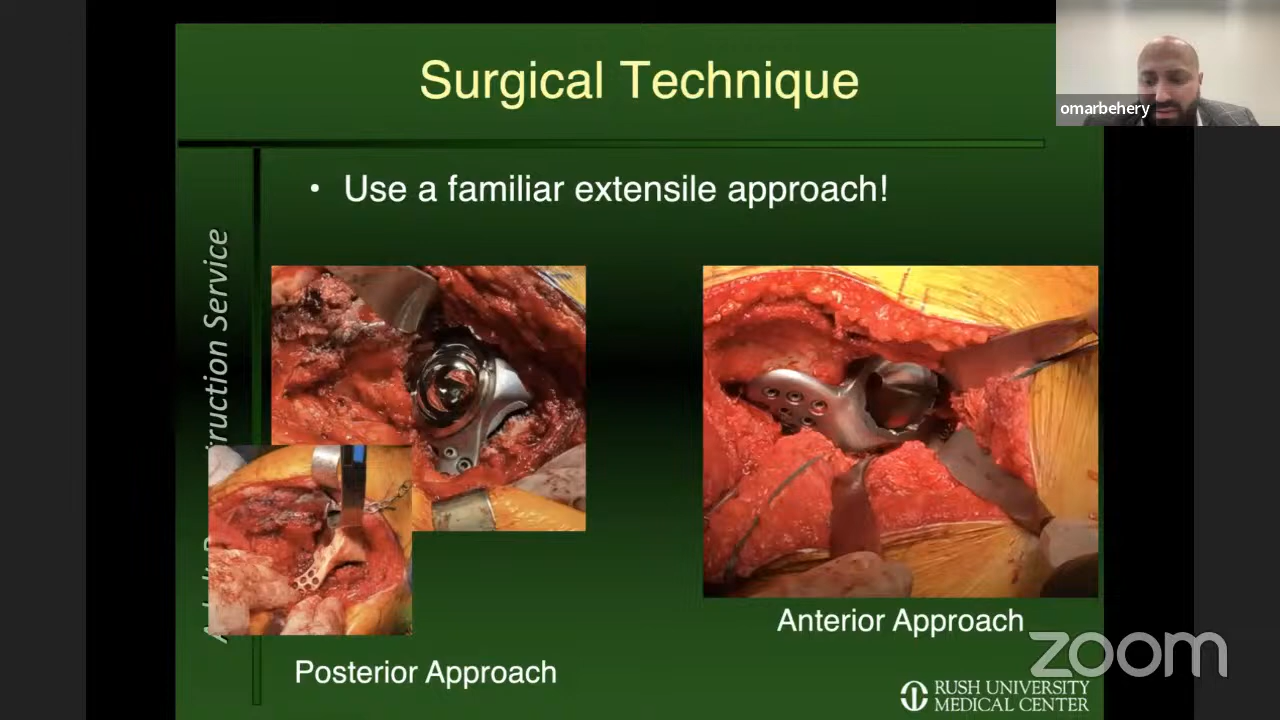 Surgical Technique
omarbehery
• Use a familiar extensile approach!
ruction Service
Anterior Approach
Posterior Approach
zoom
RUSH UNIVERSITY
MEDICAL CENTER